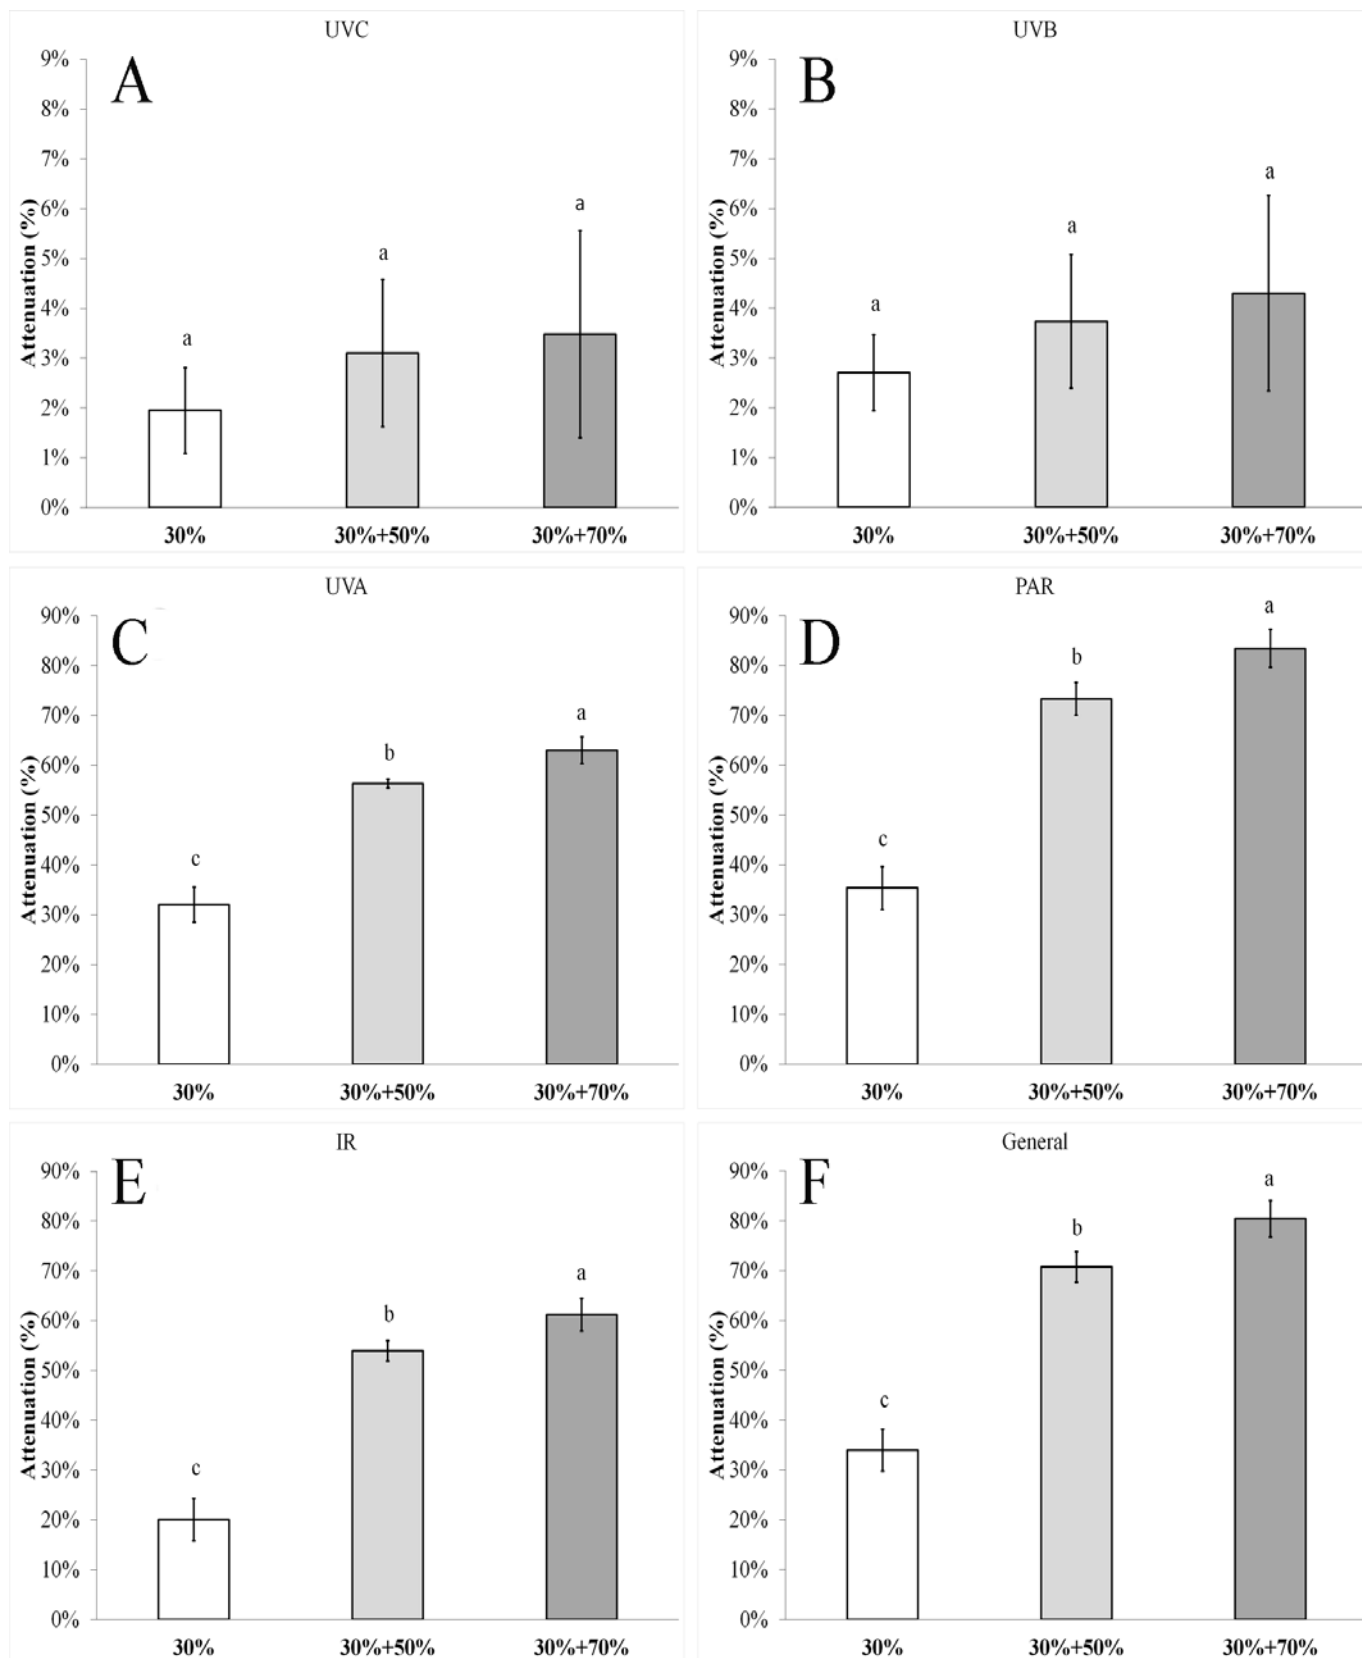 UVC
A
9%
8%
7%
6%
5%
4%
3%
2%
1%
0%
Attenuation (%)
a
a
a
30%
30%+50%
30%+70%
UVB
B
9%
8%
7%
6%
5%
4%
3%
2%
1%
0%
Attenuation (%)
a
a
a
30%
30%+50%
30%+70%
UVA
C
90%
80%
70%
60%
50%
40%
30%
20%
10%
0%
Attenuation (%)
c
b
a
30%
30%+50%
30%+70%
PAR
D
90%
80%
70%
60%
50%
40%
30%
20%
10%
0%
Attenuation (%)
c
b
a
30%
30%+50%
30%+70%
IR
E
90%
80%
70%
60%
50%
40%
30%
20%
10%
0%
Attenuation (%)
c
b
a
30%
30%+50%
30%+70%
General
F
90%
80%
70%
60%
50%
40%
30%
20%
10%
0%
Attenuation (%)
c
b
a
30%
30%+50%
30%+70%